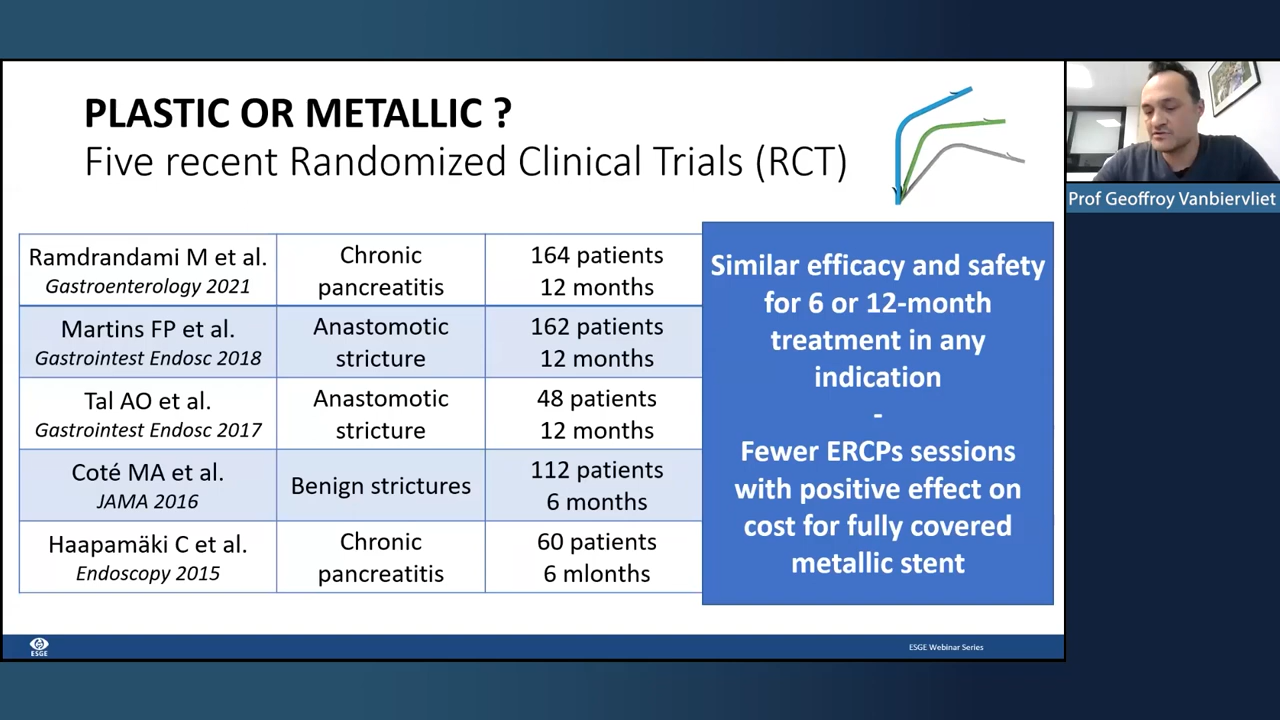 PLASTIC OR METALLIC ?
Five recent Randomized Clinical Trials (RCT)
Prof Geoffroy Vanbiervliet
Ramdrandami M et al.
Gastroenterology 2021
Chronic
pancreatitis
164 patients
12 months
Martins FP et al.
Gastrointest Endosc 2018
Anastomotic
stricture
162 patients
12 months
Tal AO et al.
Gastrointest Endosc 2017
Anastomotic
stricture
48 patients
12 months
Coté MA et al.
JAMA 2016
Benign strictures
112 patients
6 months
Haapamäki C et al.
Endoscopy 2015
Chronic
pancreatitis
60 patients
6 mlonths
Similar efficacy and safety
for 6 or 12-month
treatment in any
indication
-
Fewer ERCPs sessions
with positive effect on
cost for fully covered
metallic stent
ESGE
ESGE Webinar Series